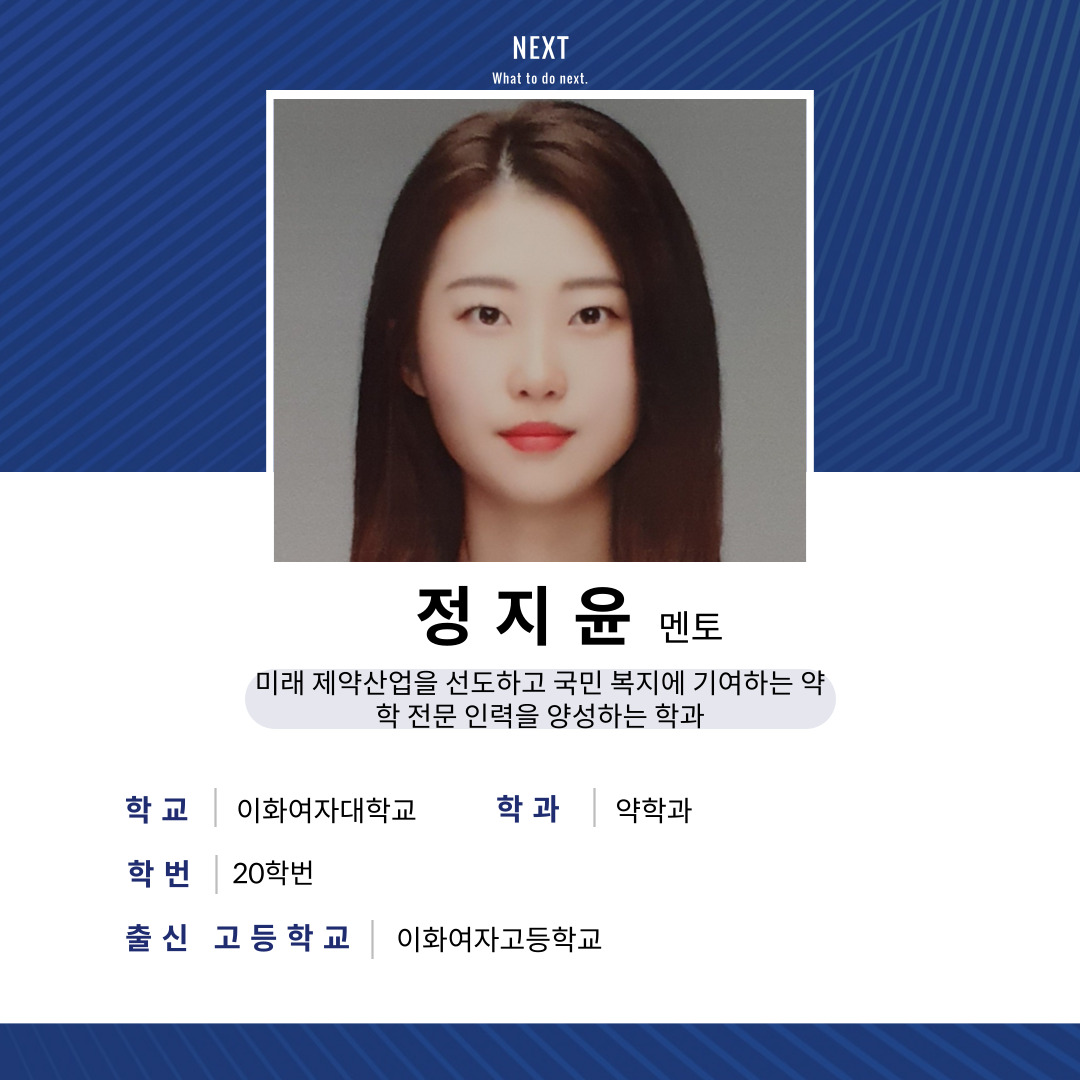 NEXT
What to do next.
정지윤 멘토
미래 제약산업을 선도하고 국민 복지에 기여하는 약
학 전문 인력을 양성하는 학과
학교 이화여자대학교 학과 약학과
학번 20학번
출신 고등학교 이화여자고등학교